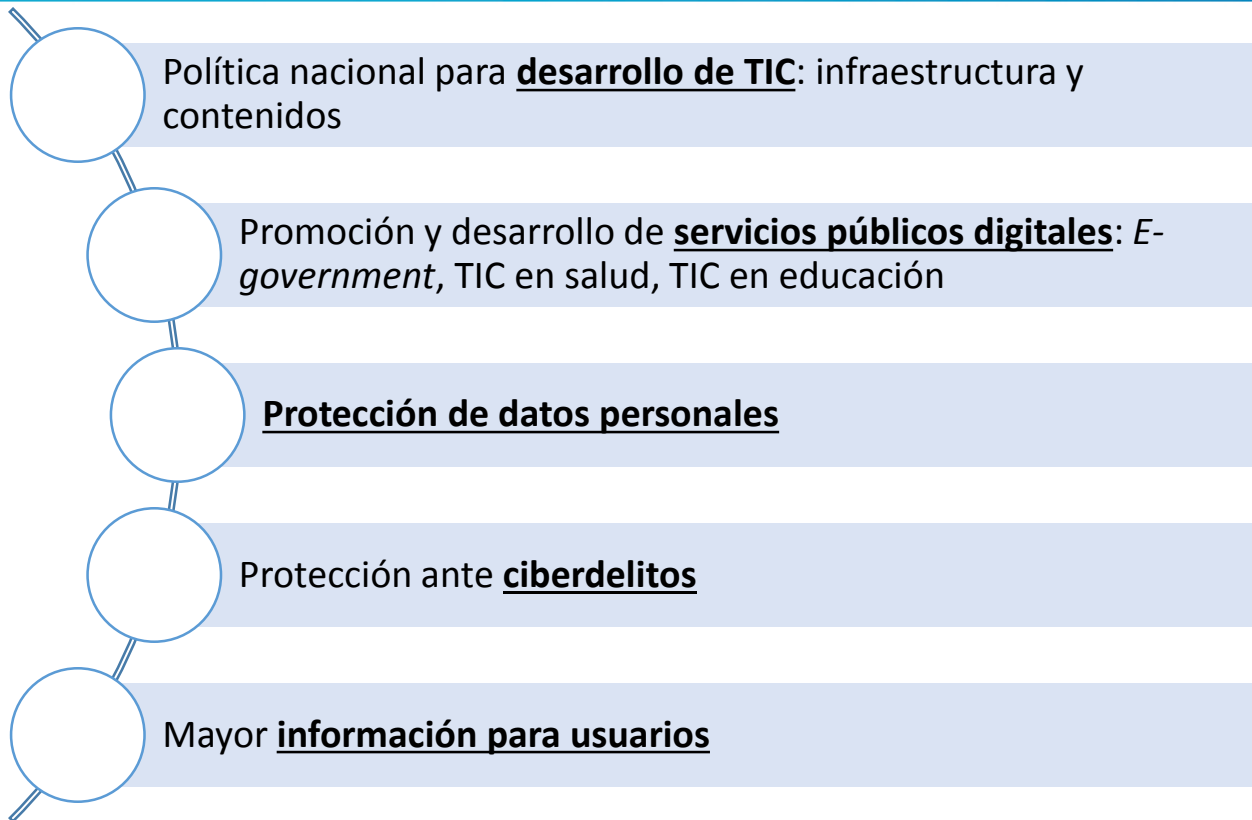 Política nacional para desarrollo de TIC: infraestructura y
contenidos
Promoción y desarrollo de servicios públicos digitales: E-
government, TIC en salud, TIC en educación
Protección de datos personales
Protección ante ciberdelitos
Mayor información para usuarios